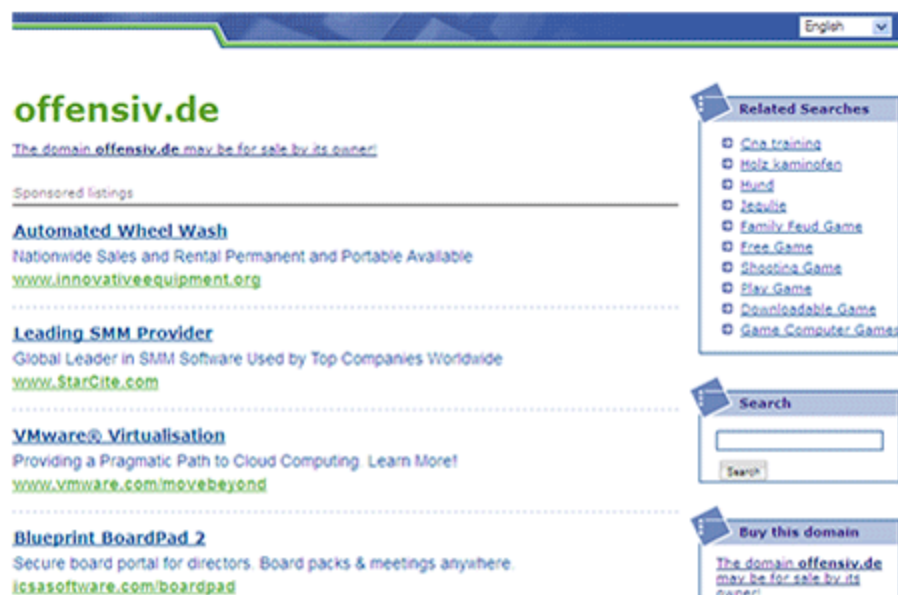 English
offensiv.de
The domain offensiv.de may be for sale by its owner!
Sponsored listings
Automated Wheel Wash
Nationwide Sales and Rental Permanent and Portable Available
www.innovativeequipment.org
Leading SMM Provider
Global Leader in SMM Software Used by Top Companies Worldwide
www.StarCite.com
VMware® Virtualisation
Providing a Pragmatic Path to Cloud Computing. Learn More!
www.vmware.com/movebeyond
Blueprint BoardPad 2
Secure board portal for directors. Board packs & meetings anywhere.
icsasoftware.com/boardpad
Related Searches
Cna training
Holz kaminofen
Hund
Family Feud Game
Free Game
Shooting Game
Play Game
Downloadable Game
Game Computer Games
Search
Search
Buy this domain
The domain offensiv.de
may be for sale by its
owner!